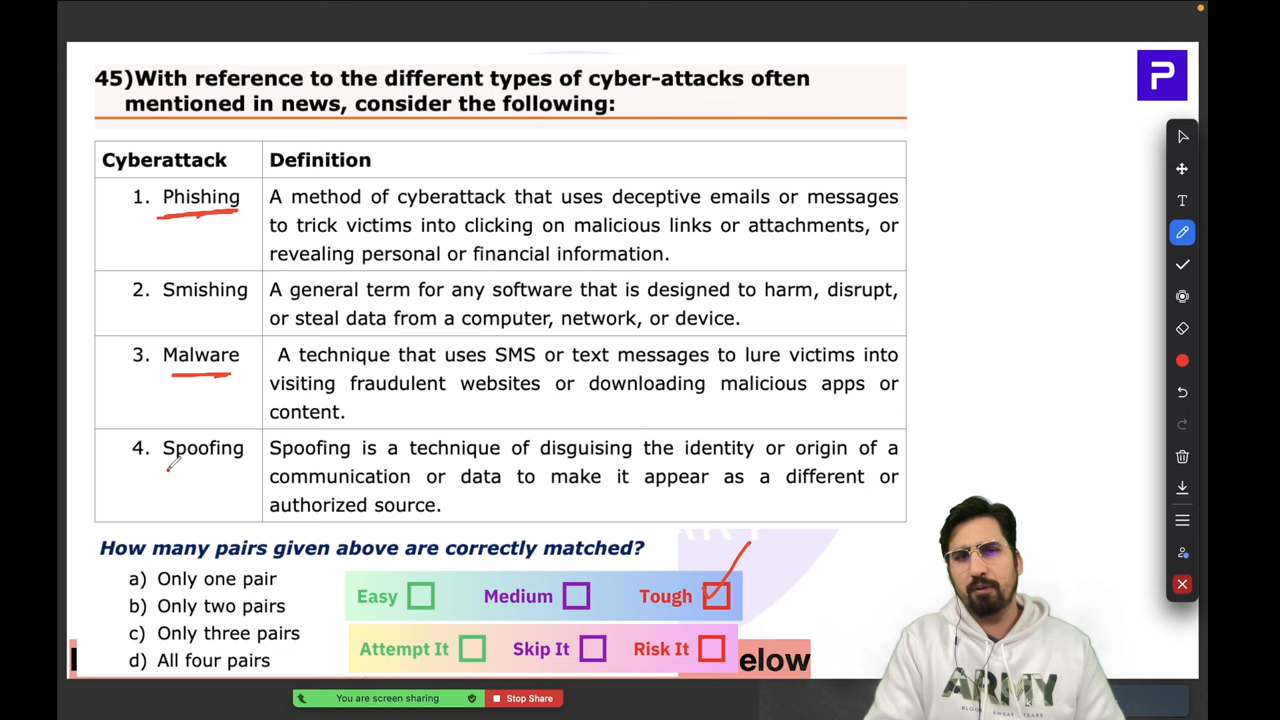 45)With reference to the different types of cyber-attacks often
mentioned in news, consider the following:
Cyberattack Definition
1. Phishing A method of cyberattack that uses deceptive emails or messages
to trick victims into clicking on malicious links or attachments, or
revealing personal or financial information.
2. Smishing A general term for any software that is designed to harm, disrupt,
or steal data from a computer, network, or device.
3. Malware A technique that uses SMS or text messages to lure victims into
visiting fraudulent websites or downloading malicious apps or
content.
4. Spoofing Spoofing is a technique of disguising the identity or origin of a
communication or data to make it appear as a different or
authorized source.
How many pairs given above are correctly matched?
a) Only one pair
b) Only two pairs
c) Only three pairs
d) All four pairs
Easy Medium Tough
Attempt It Skip It Risk It
elow
You are screen sharing Stop Share
ARMY
BLOOD SWEAT TEARS
P
T